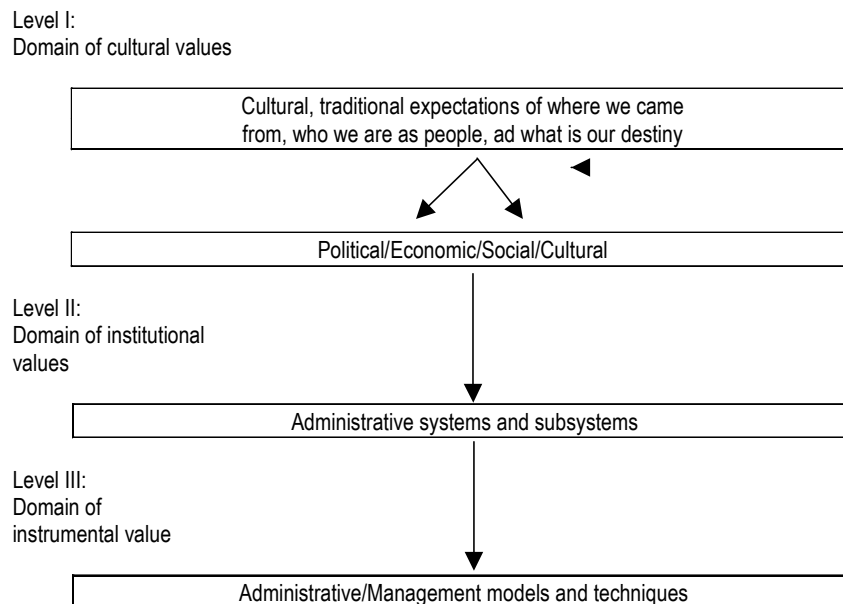 Level I:
Domain of cultural values
Cultural, traditional expectations of where we came
from, who we are as people, ad what is our destiny
Political/Economic/Social/Cultural
Level II:
Domain of institutional
values
Administrative systems and subsystems
Level III:
Domain of
instrumental value
Administrative/Management models and techniques